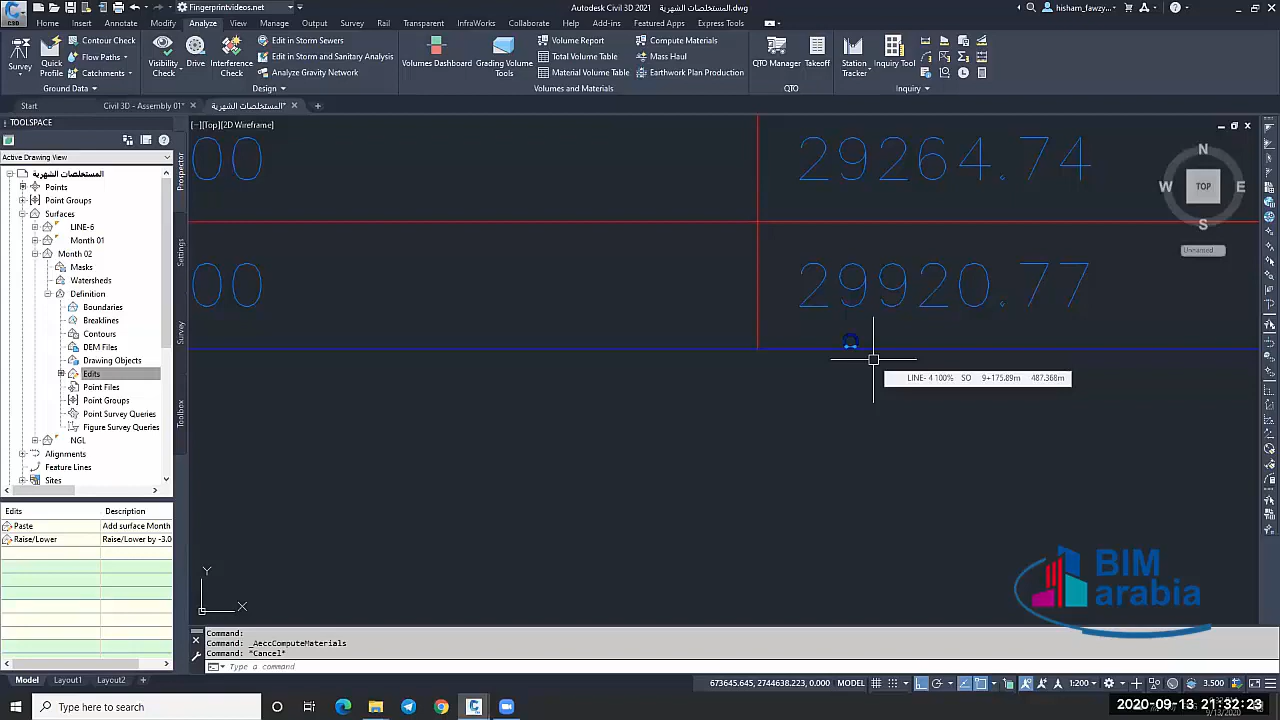 Fingerprintvideos.net
Autodesk Civil 3D 2021 المستخلصات الشهرية.dwg
hisham_fawzy...
Home Insert Annotate Modify Analyze View Manage Output Survey Rail Transparent InfraWorks Collaborate Help Add-ins Featured Apps Express Tools
Contour Check Edit in Storm Sewers Volume Report Compute Materials
Flow Paths Edit in Storm and Sanitary Analysis Total Volume Table Mass Haul
Catchments Analyze Gravity Network Material Volume Table Earthwork Plan Production
Survey Quick Profile Visibility Check Drive Interference Check Volumes Dashboard Grading Volume Tools QTO Manager Takeoff Station Tracker Inquiry Tool
Ground Data Design Volumes and Materials QTO Inquiry
Start Civil 3D - Assembly 01* المستخلصات الشهرية*
TOOLSPACE
Active Drawing View
المستخلصات الشهرية
Points
Point Groups
Surfaces
LINE-6
Month 01
Month 02
Masks
Watersheds
Definition
Boundaries
Breaklines
Contours
DEM Files
Drawing Objects
Edits
Point Files
Point Groups
Point Survey Queries
Figure Survey Queries
NGL
Alignments
Feature Lines
Sites
Prospector
Settings
Survey
Toolbox
Edits Description
Paste Add surface Month
Raise/Lower Raise/Lower by -3.0
[−][Top][2D Wireframe]
00 29264.74
00 29920.77
LINE- 4 100% SO 9+175.89m 487.368m
N
W TOP E
S
Unnamed
Y
X
BIM
arabia
Command:
Command: _AeccComputeMaterials
Command: *Cancel*
Type a command
Model Layout1 Layout2
673645.645, 2744638.223, 0.000 MODEL 1:200 3.500
Type here to search
2020-09-13 21:32:23